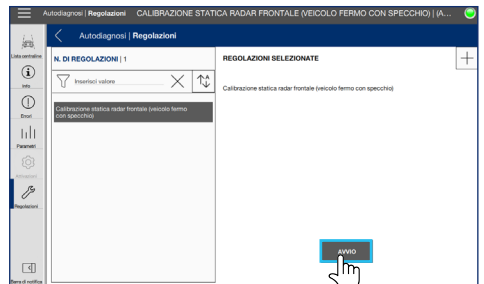 Autodiagnosi | Regolazioni CALIBRAZIONE STATICA RADAR FRONTALE (VEICOLO FERMO CON SPECCHIO) | (A...
Autodiagnosi | Regolazioni
Lista centraline
Info
Errori
Parametri
Attivazioni
Regolazioni
Barra di notifica
N. DI REGOLAZIONI | 1
Inserisci valore
Calibrazione statica radar frontale (veicolo fermo
con specchio)
REGOLAZIONI SELEZIONATE
Calibrazione statica radar frontale (veicolo fermo con specchio)
AVVIO